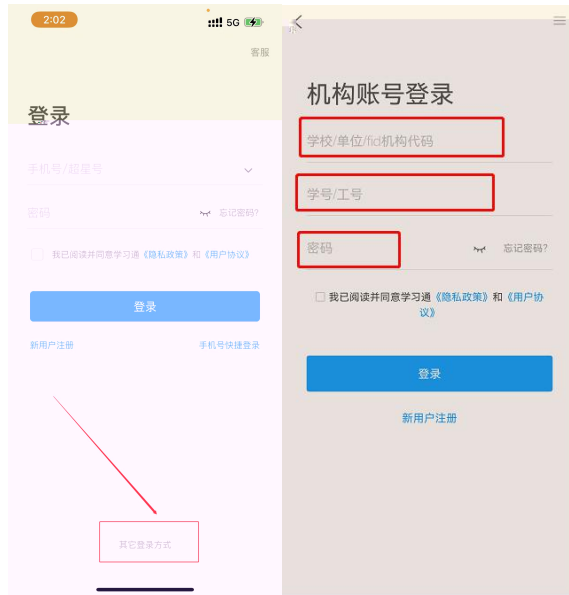 2:02
5G
客服
登录
手机号/超星号
密码
忘记密码?
我已阅读并同意学习通《隐私政策》和《用户协议》
登录
新用户注册
手机号快捷登录
其它登录方式
机构账号登录
学校/单位/fid机构代码
学号/工号
密码
忘记密码?
我已阅读并同意学习通《隐私政策》和《用户协
议》
登录
新用户注册